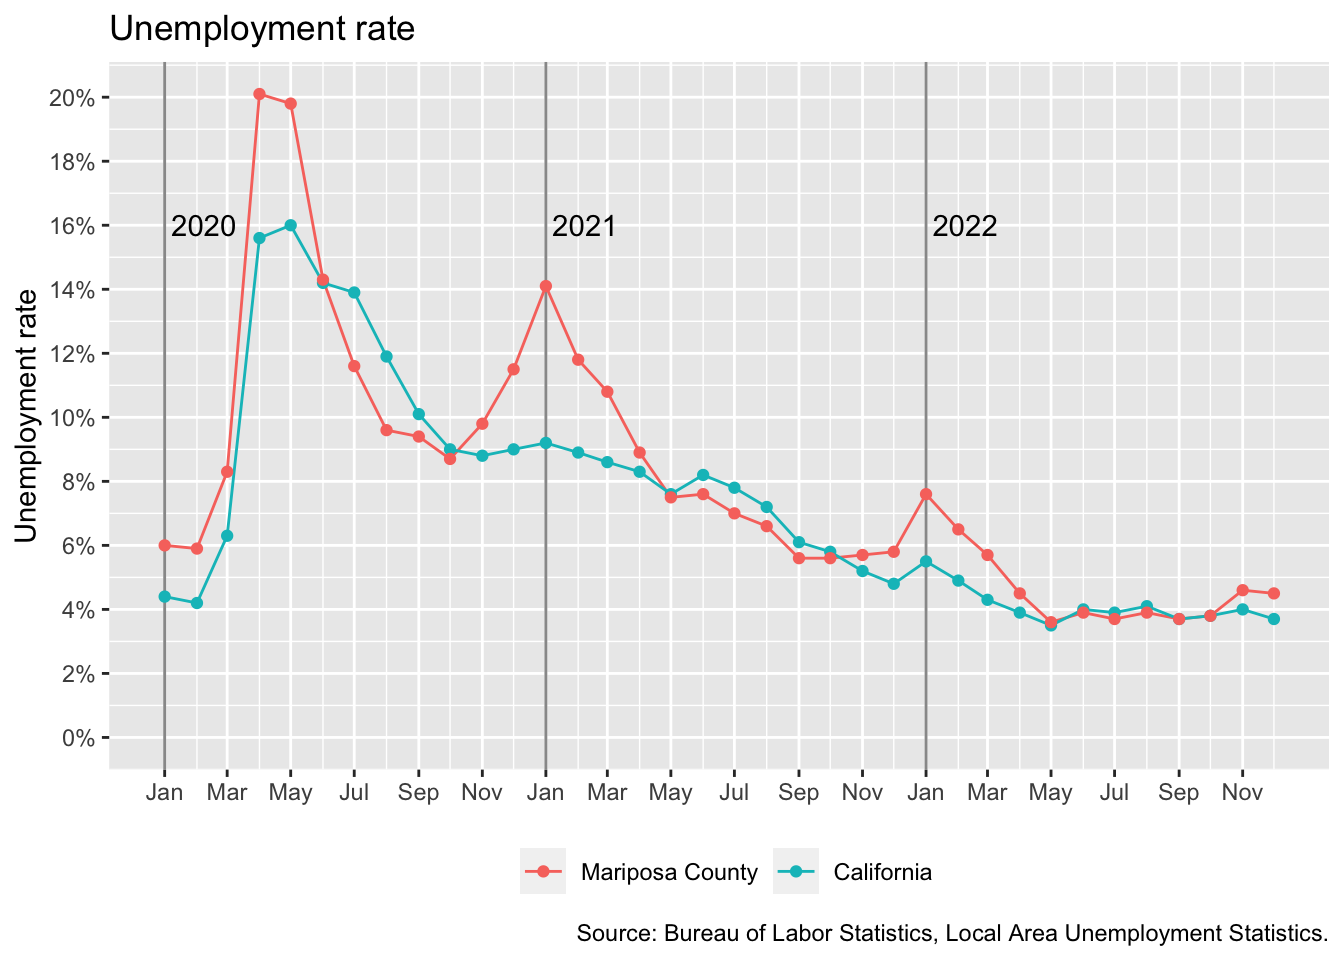 Unemployment rate
Unemployment rate
20%
18%
16%
14%
12%
10%
8%
6%
4%
2%
0%
2020 2021 2022
Jan Mar May Jul Sep Nov Jan Mar May Jul Sep Nov Jan Mar May Jul Sep Nov
Mariposa County California
Source: Bureau of Labor Statistics, Local Area Unemployment Statistics.